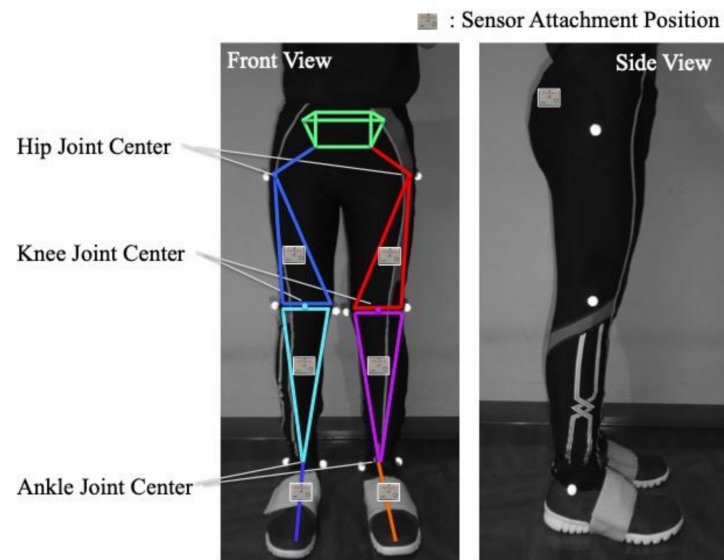 : Sensor Attachment Position
Front View
Side View
Hip Joint Center
Knee Joint Center
Ankle Joint Center